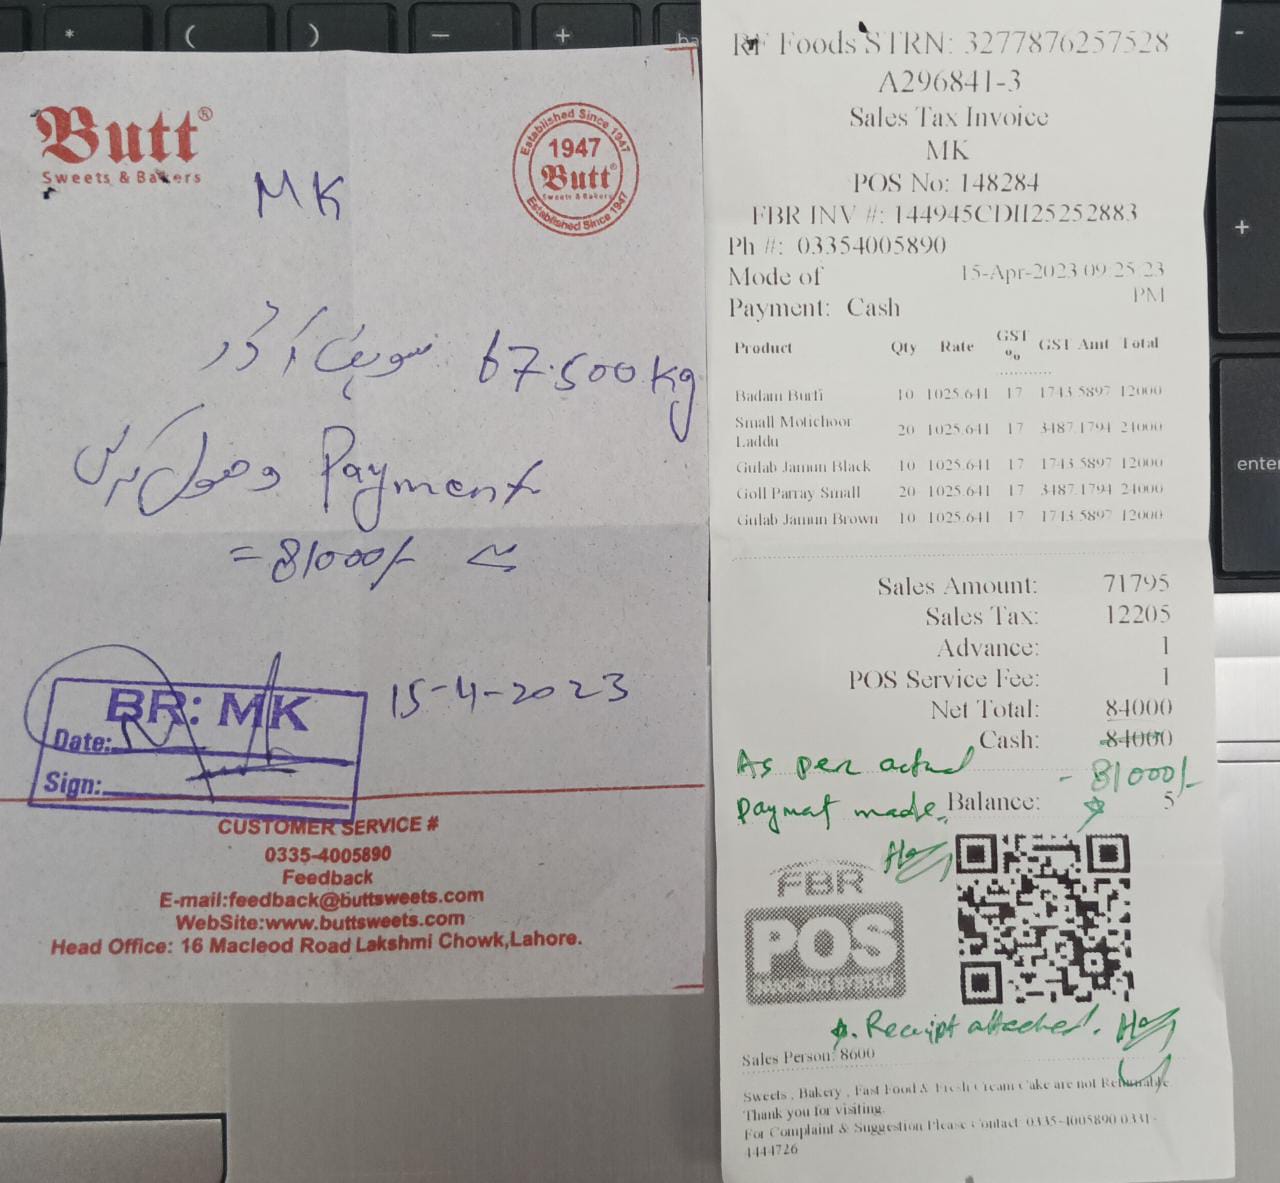 Butt®
Sweets & Bakers
Established Since 1947
1947
Butt®
Sweets & Bakers
Established Since 1947
MK
سویٹ آرڈر 67.500 kg
Payment وصول کرلی
= 81000/- ہے
15-4-2023
BR: MK
Date:
Sign:
CUSTOMER SERVICE #
0335-4005890
Feedback
E-mail:feedback@buttsweets.com
WebSite:www.buttsweets.com
Head Office: 16 Macleod Road Lakshmi Chowk,Lahore.
RF Foods STRN: 3277876257528
A296841-3
Sales Tax Invoice
MK
POS No: 148284
FBR INV #: 144945CDII25252883
Ph #: 03354005890
Mode of Payment: Cash 15-Apr-2023 09:25:23 PM
Product Qty Rate GST % GST Amt Total
Badam Burfi 10 1025.641 17 1743.5897 12000
Small Motichoor Laddu 20 1025.641 17 3487.1794 24000
Gulab Jamun Black 10 1025.641 17 1743.5897 12000
Goll Parray Small 20 1025.641 17 3487.1794 24000
Gulab Jamun Brown 10 1025.641 17 1743.5897 12000
Sales Amount: 71795
Sales Tax: 12205
Advance: 1
POS Service Fee: 1
Net Total: 84000
Cash: 84000
As per actual - 81000/-
paymat made.
Balance: 5
FBR
POS
INVOICING SYSTEM
Receipt attached.
Sales Person: 8600
Sweets , Bakery , Fast Food & Fresh Cream Cake are not Retunable.
Thank you for visiting.
For Complaint & Suggestion Please Contact: 0335-4005890 0331-
4444726